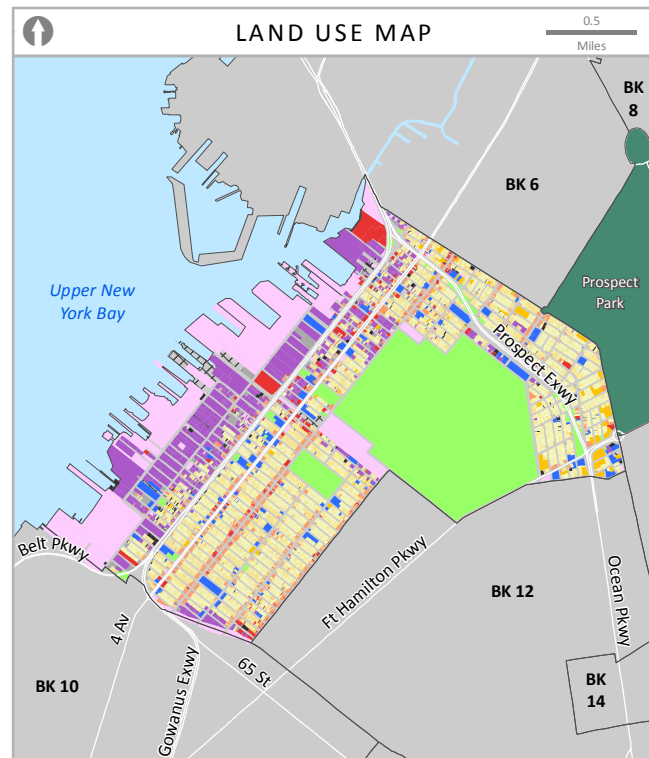 LAND USE MAP
0.5
Miles
BK
8
BK 6
Upper New
York Bay
Prospect
Park
Prospect Exwy
Belt Pkwy
Ft Hamilton Pkwy
Ocean Pkwy
BK 12
4 Av
Gowanus Exwy
65 St
BK 10
BK
14